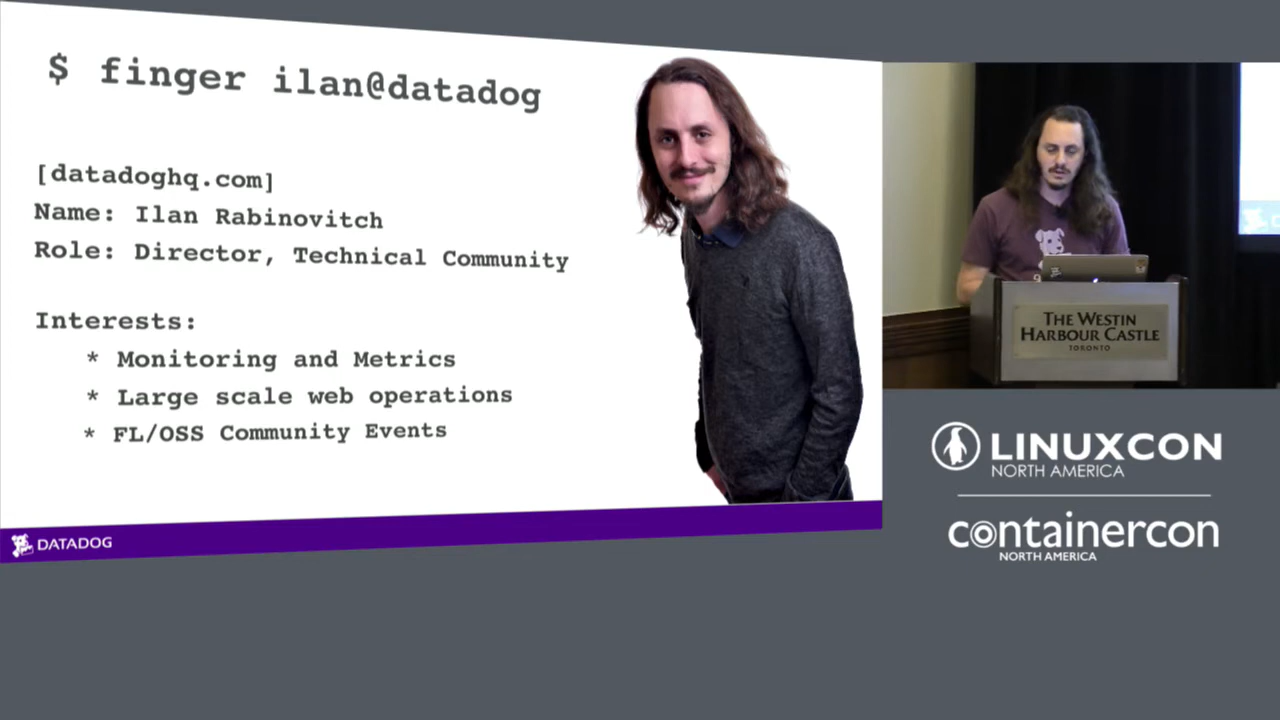 $ finger ilan@datadog
[datadoghq.com]
Name: Ilan Rabinovitch
Role: Director, Technical Community
Interests:
* Monitoring and Metrics
* Large scale web operations
* FL/OSS Community Events
DATADOG
THE WESTIN
HARBOUR CASTLE
TORONTO
LINUXCON
NORTH AMERICA
containercon
NORTH AMERICA